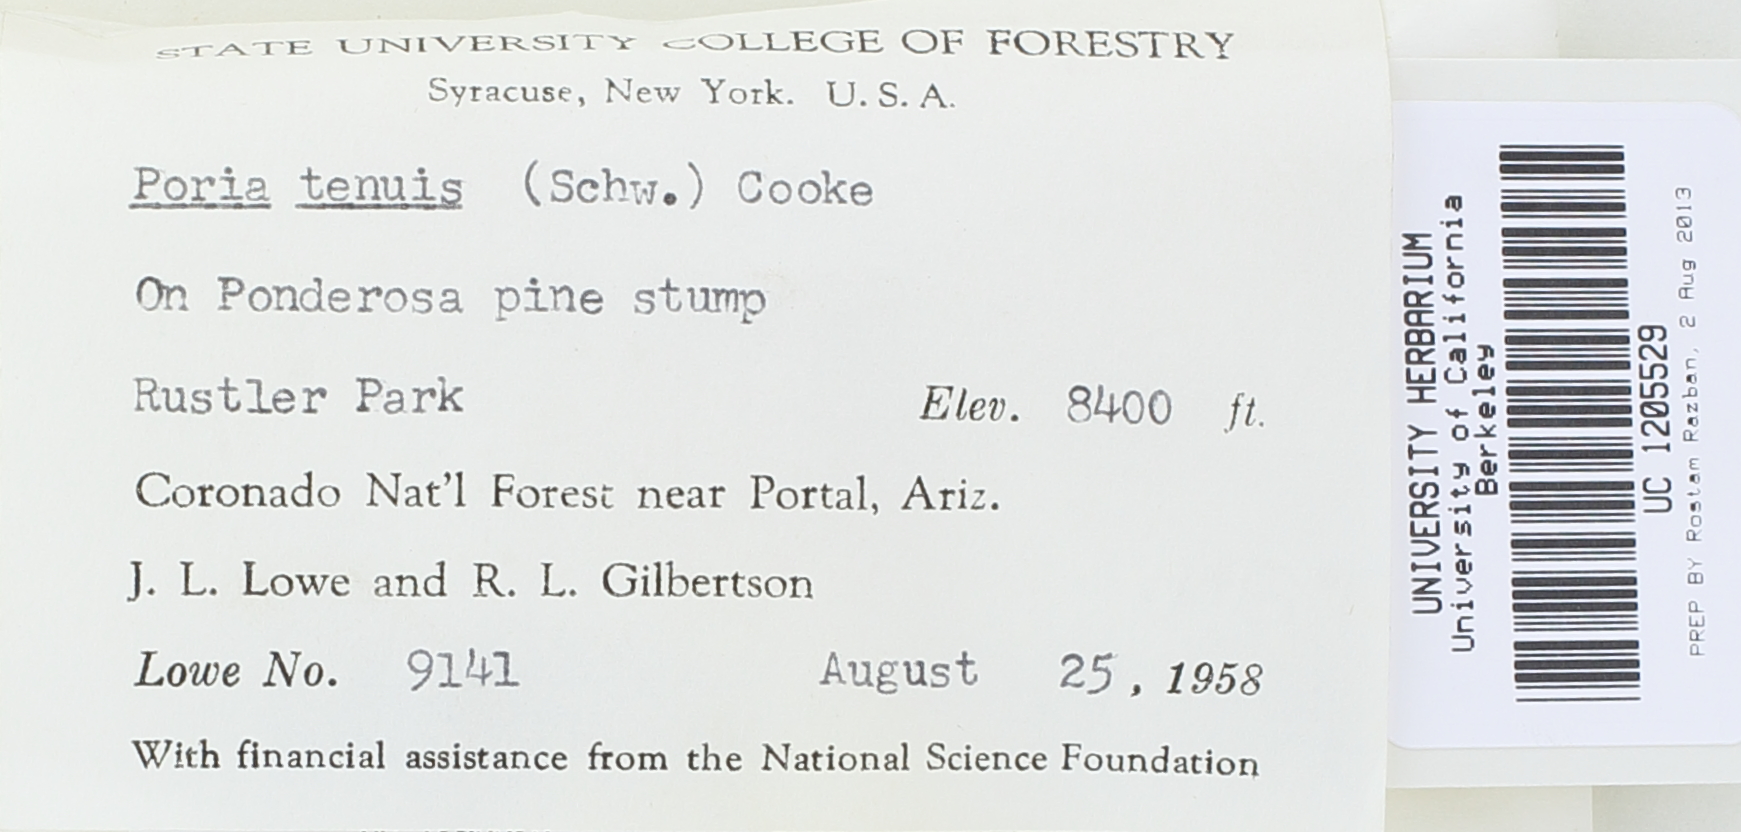 STATE UNIVERSITY COLLEGE OF FORESTRY
Syracuse, New York. U. S. A.
Poria tenuis (Schw.) Cooke
On Ponderosa pine stump
Rustler Park Elev. 8400 ft.
Coronado Nat'l Forest near Portal, Ariz.
J. L. Lowe and R. L. Gilbertson
Lowe No. 9141 August 25, 1958
With financial assistance from the National Science Foundation
UNIVERSITY HERBARIUM
University of California
Berkeley
UC 1205529
PREP BY Rostam Razban, 2 Aug 2013